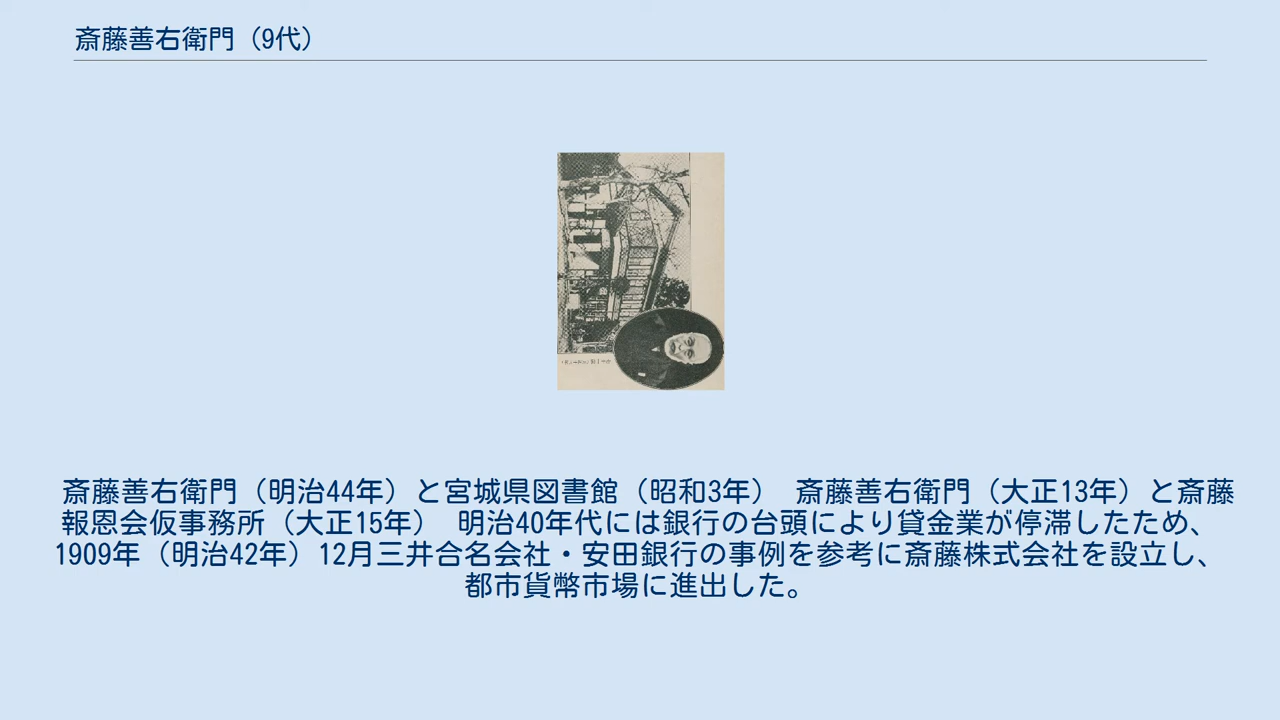 斎藤善右衛門（9代）
斎藤善右衛門（明治44年）と宮城県図書館（昭和3年）　斎藤善右衛門（大正13年）と斎藤
報恩会仮事務所（大正15年）　明治40年代には銀行の台頭により貸金業が停滞したため、
1909年（明治42年）12月三井合名会社・安田銀行の事例を参考に斎藤株式会社を設立し、
都市貨幣市場に進出した。